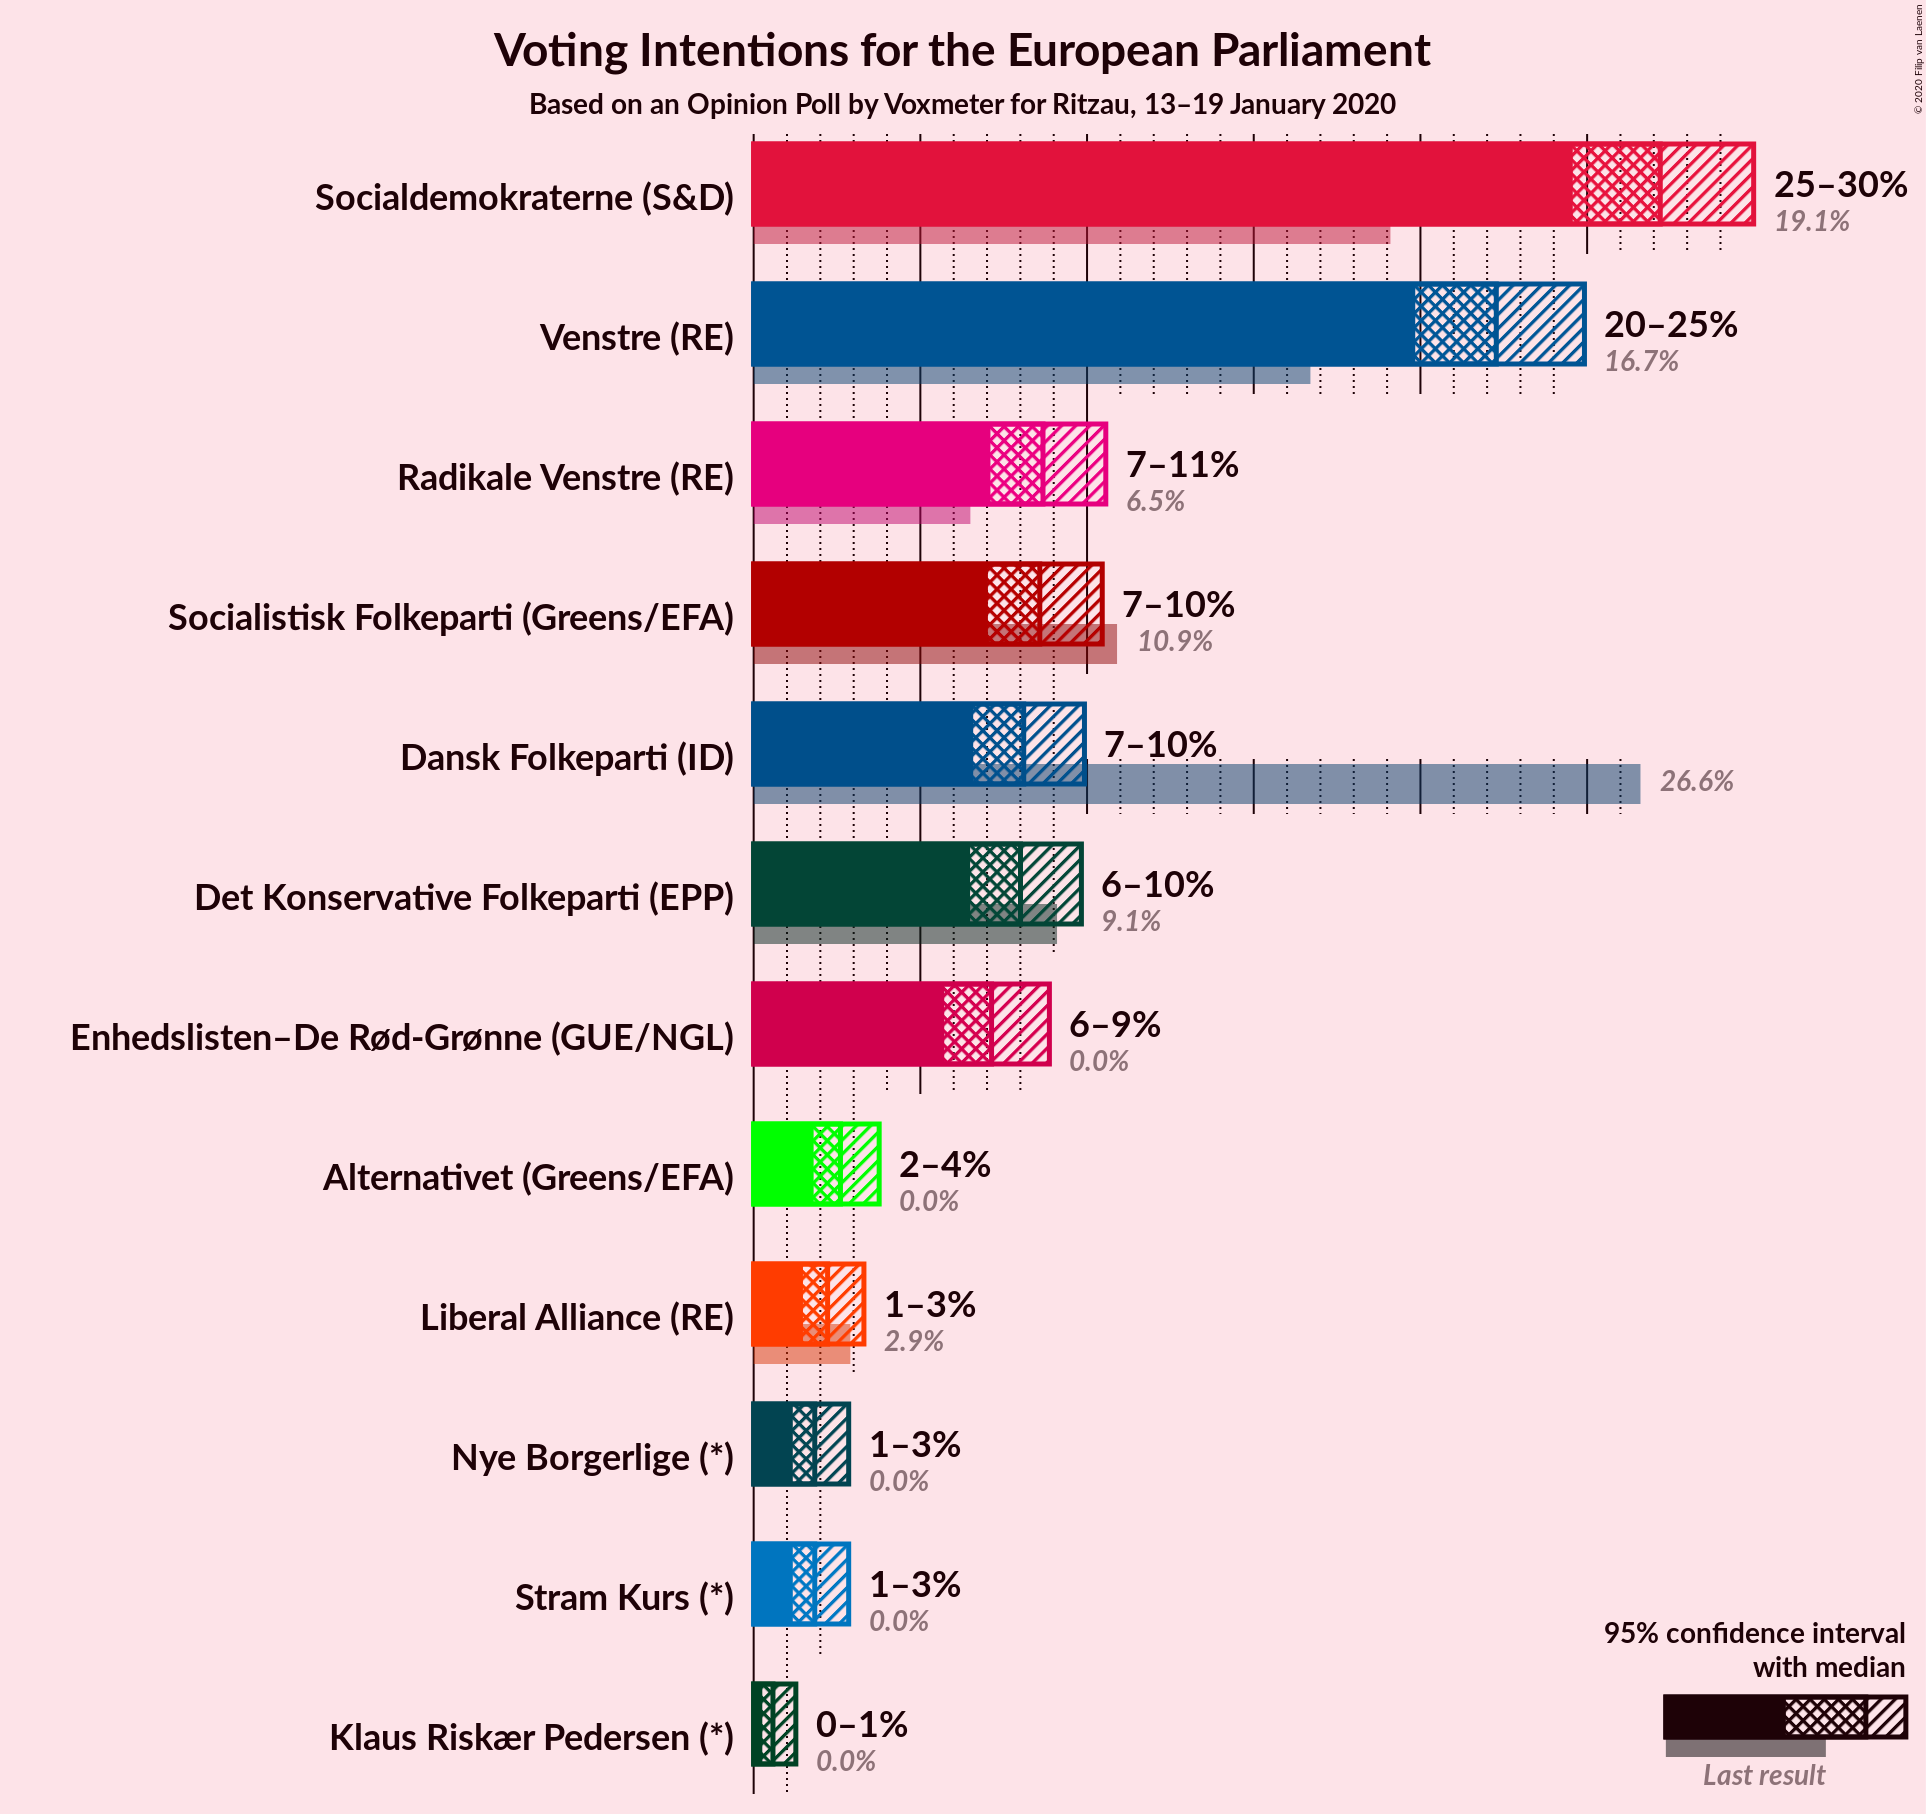 Voting Intentions for the European Parliament
Based on an Opinion Poll by Voxmeter for Ritzau, 13–19 January 2020
© 2020 Filip van Laenen
Socialdemokraterne (S&D)
25–30%
19.1%
Venstre (RE)
20–25%
16.7%
Radikale Venstre (RE)
7–11%
6.5%
Socialistisk Folkeparti (Greens/EFA)
7–10%
10.9%
Dansk Folkeparti (ID)
7–10%
26.6%
Det Konservative Folkeparti (EPP)
6–10%
9.1%
Enhedslisten–De Rød-Grønne (GUE/NGL)
6–9%
0.0%
Alternativet (Greens/EFA)
2–4%
0.0%
Liberal Alliance (RE)
1–3%
2.9%
Nye Borgerlige (*)
1–3%
0.0%
Stram Kurs (*)
1–3%
0.0%
Klaus Riskær Pedersen (*)
0–1%
0.0%
95% confidence interval
with median
Last result